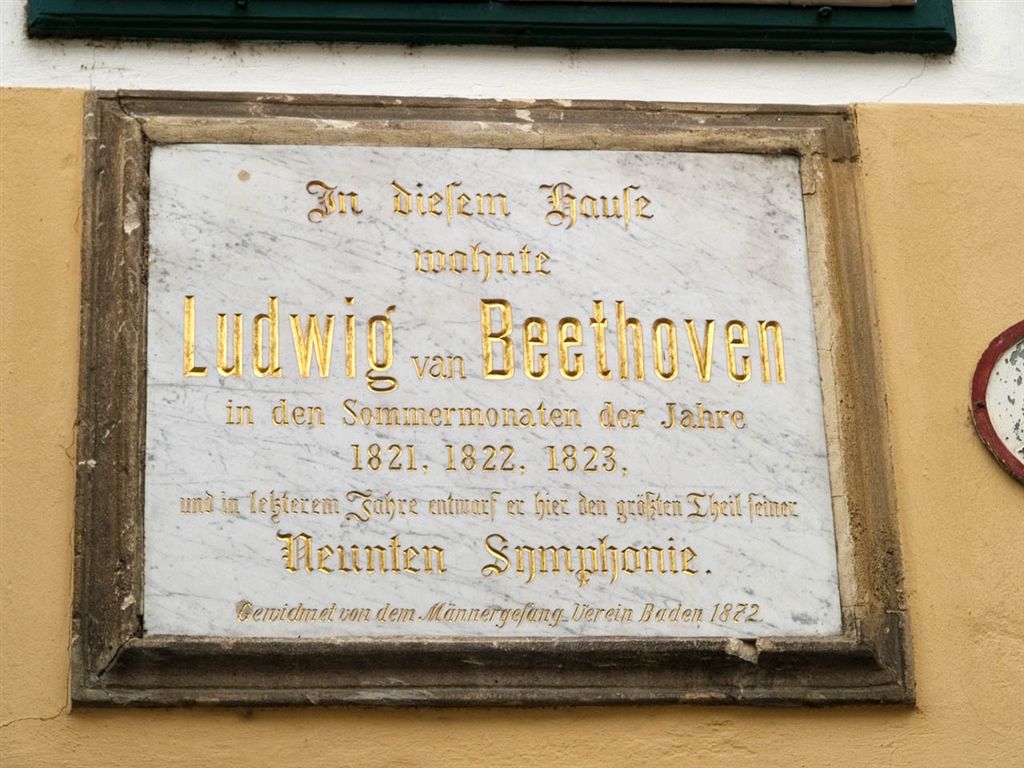 In diesem Hause
wohnte
Ludwig van Beethoven
in den Sommermonaten der Jahre
1821. 1822. 1823,
und in letzterem Jahre entwarf er hier den größten Theil seiner
Neunten Symphonie.
Gewidmet von dem Männergesang Verein Baden 1872